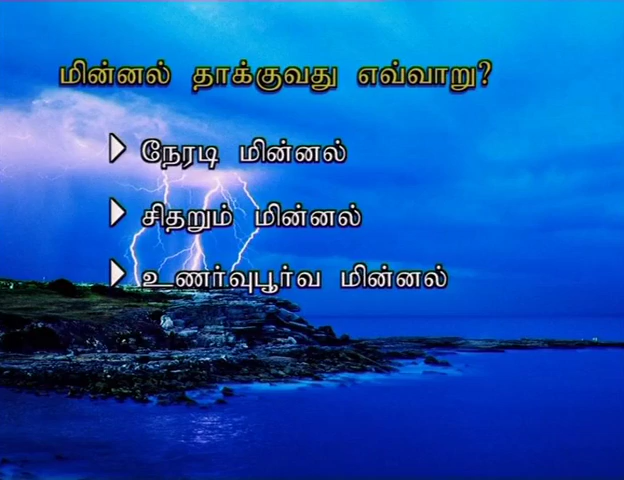 மின்னல் தாக்குவது எவ்வாறு?
நேரடி மின்னல்
சிதறும் மின்னல்
உணர்வுபூர்வ மின்னல்